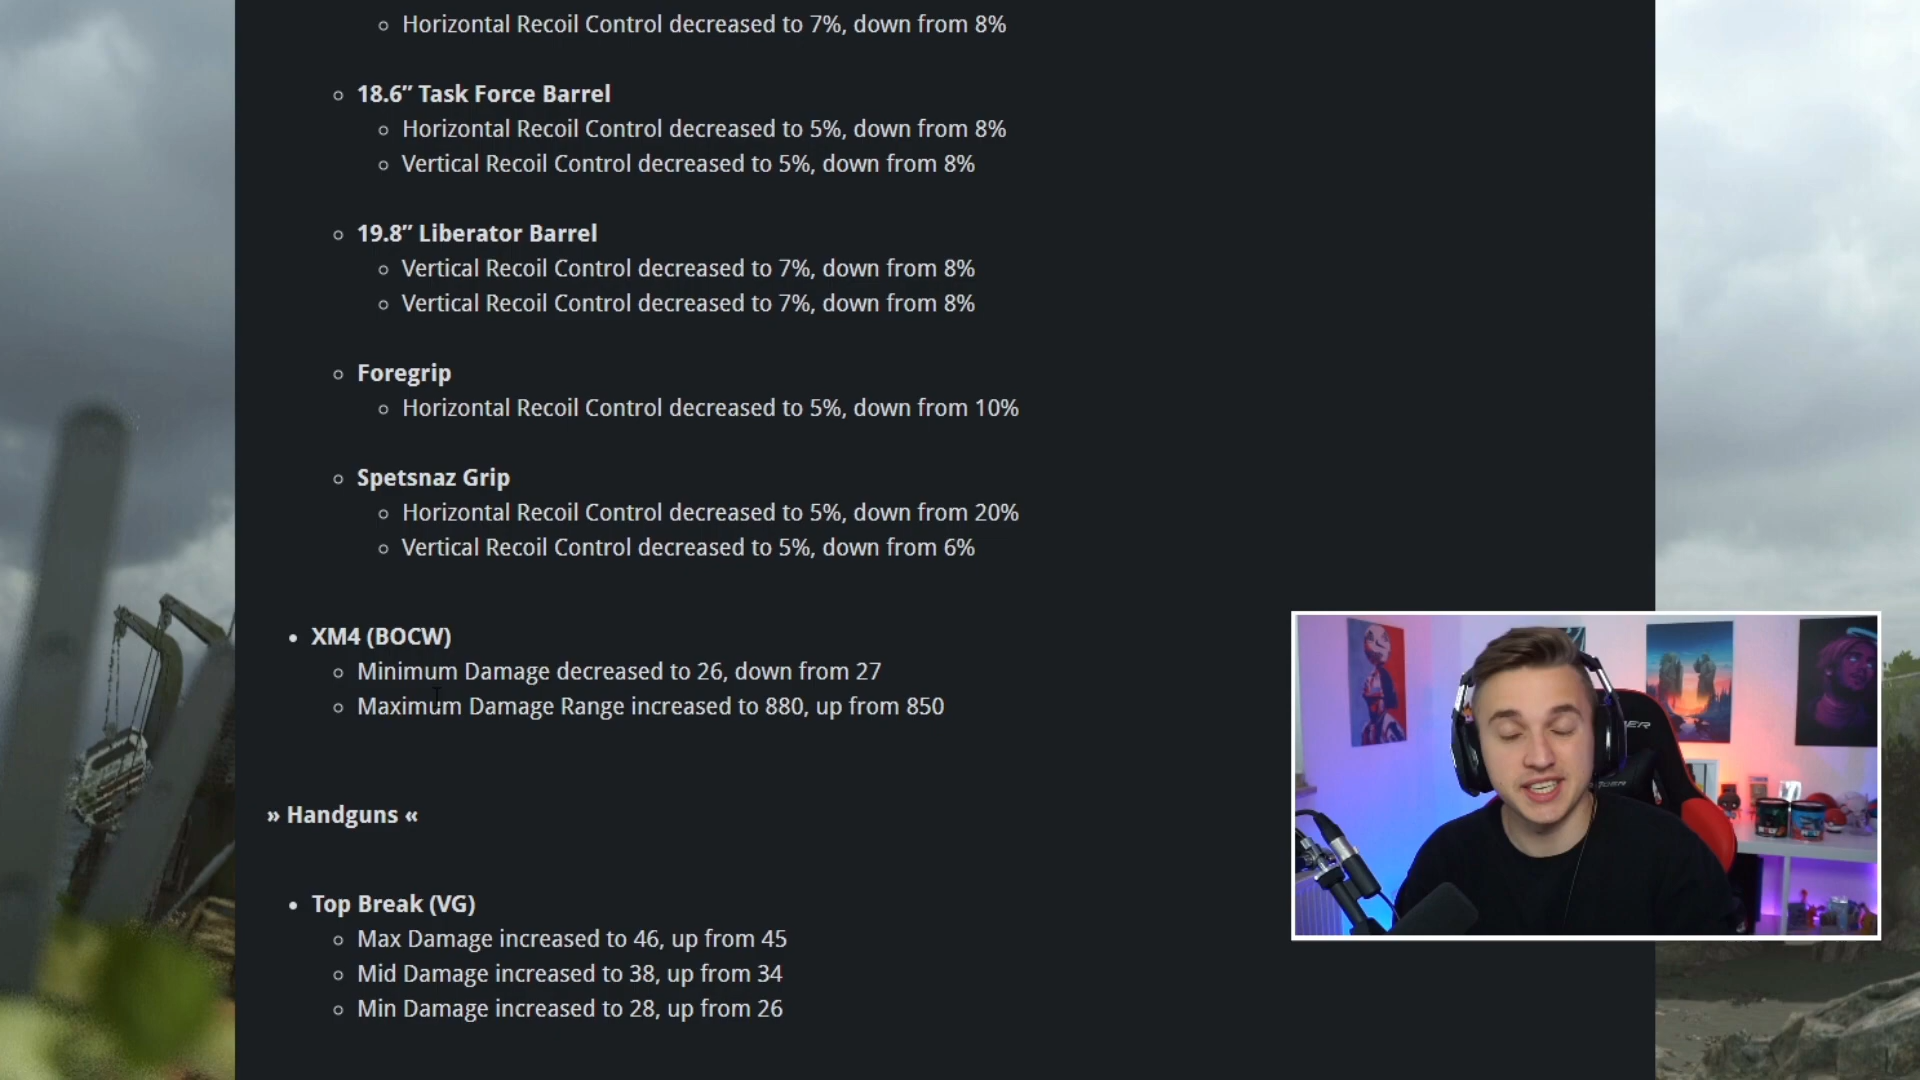 Horizontal Recoil Control decreased to 7%, down from 8%
18.6” Task Force Barrel
Horizontal Recoil Control decreased to 5%, down from 8%
Vertical Recoil Control decreased to 5%, down from 8%
19.8” Liberator Barrel
Vertical Recoil Control decreased to 7%, down from 8%
Vertical Recoil Control decreased to 7%, down from 8%
Foregrip
Horizontal Recoil Control decreased to 5%, down from 10%
Spetsnaz Grip
Horizontal Recoil Control decreased to 5%, down from 20%
Vertical Recoil Control decreased to 5%, down from 6%
XM4 (BOCW)
Minimum Damage decreased to 26, down from 27
Maximum Damage Range increased to 880, up from 850
» Handguns «
Top Break (VG)
Max Damage increased to 46, up from 45
Mid Damage increased to 38, up from 34
Min Damage increased to 28, up from 26